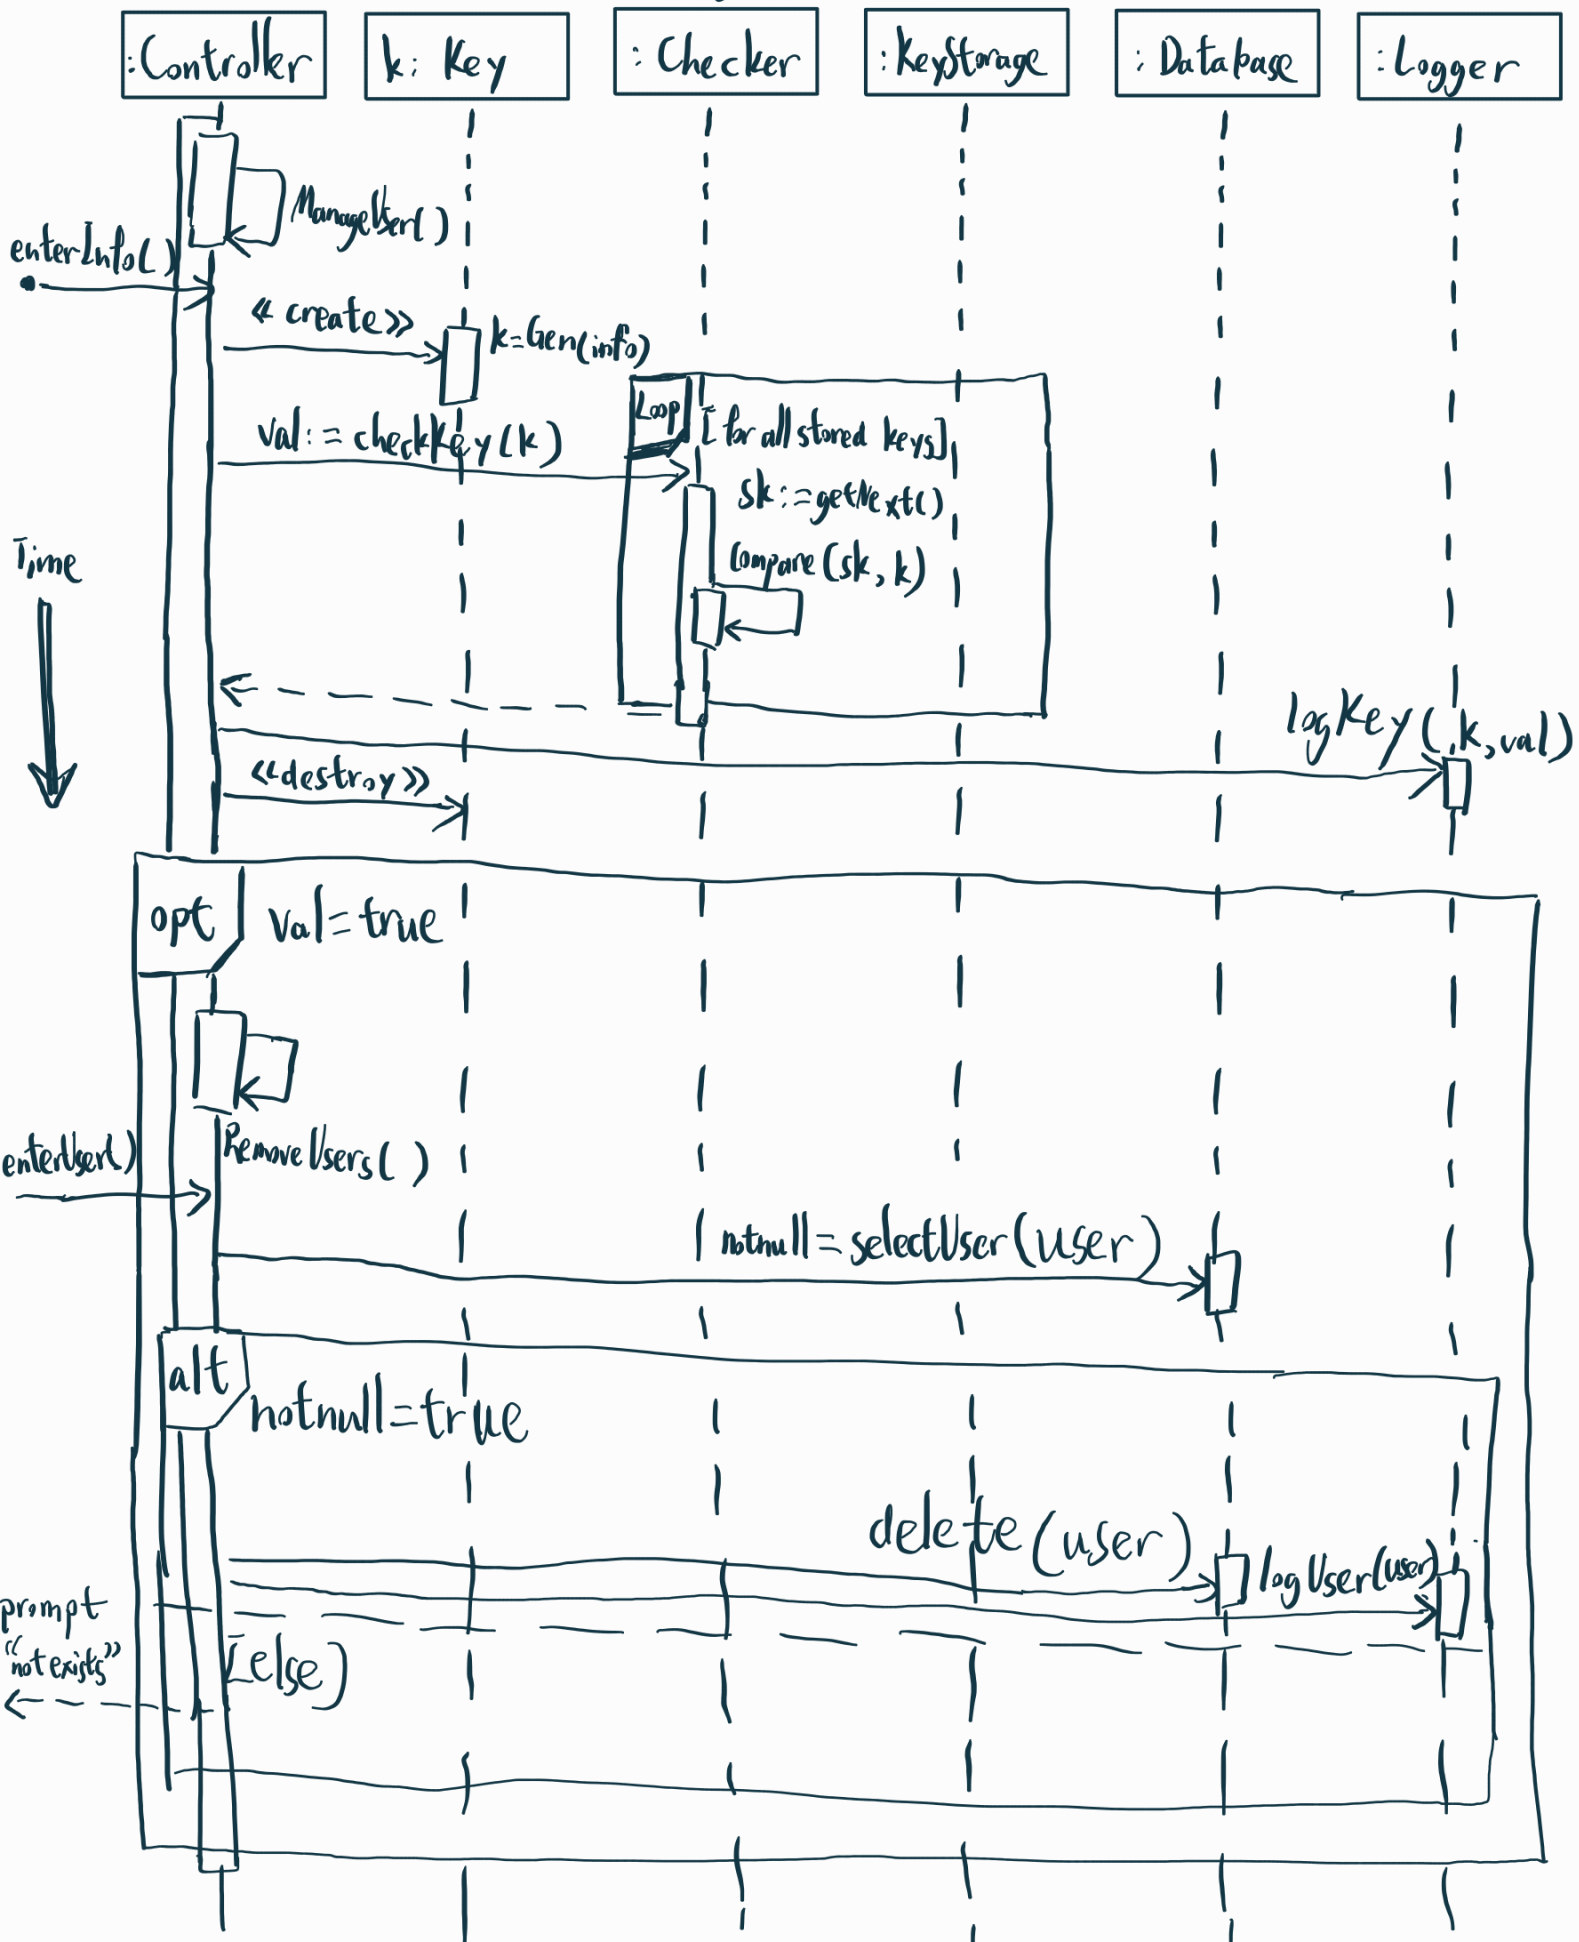 :Controller
k: Key
: Checker
:KeyStorage
: Database
:Logger
ManageUser()
enterInfo()
« create »
k=Gen(info)
Loop
[for all stored keys]
val:=checkKey(k)
sk:=getNext()
Compare(sk, k)
Time
logKey(k,val)
«destroy»
opt
val=true
RemoveUsers( )
enterUser()
notnull=selectUser(user)
alt
notnull=true
delete(user)
logUser(user)
prompt
"not exists"
[else]